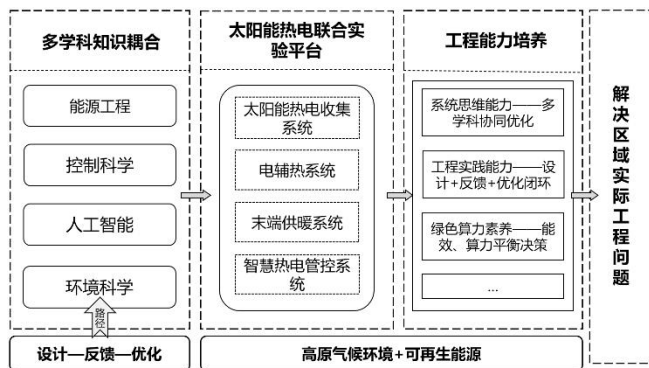 多学科知识耦合
能源工程
控制科学
人工智能
环境科学
路径
设计—反馈—优化
太阳能热电联合实
验平台
太阳能热电收集
系统
电辅热系统
末端供暖系统
智慧热电管控系
统
工程能力培养
系统思维能力——多
学科协同优化
工程实践能力——设
计+反馈+优化闭环
绿色算力素养——能
效、算力平衡决策
...
高原气候环境+可再生能源
解决区域实际工程问题